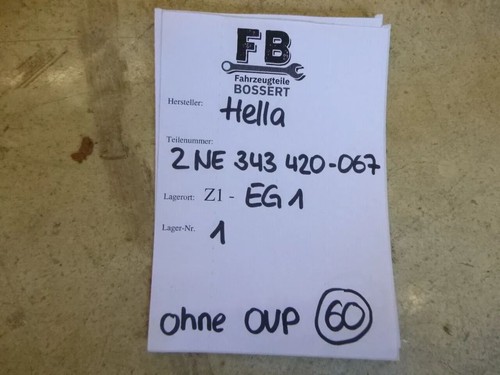 FB
Fahrzeugteile
BOSSERT
Hersteller: Hella
Teilenummer:
2 NE 343 420-067
Lagerort: Z1 - EG 1
Lager-Nr. 1
ohne OVP 60